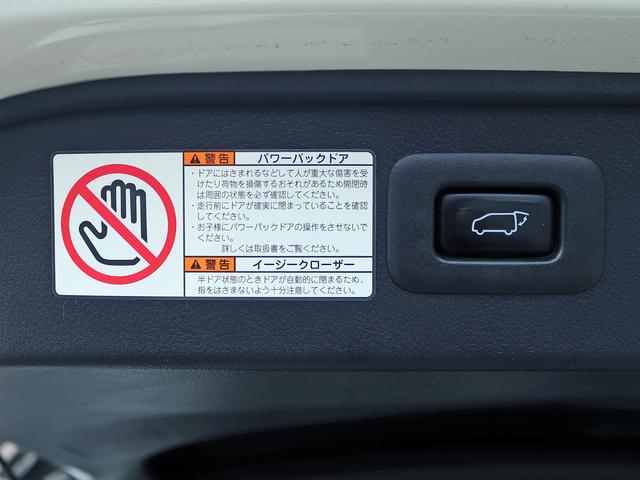 警告 パワーバックドア
・ドアにはさまれるなどして人が重大な傷害を受
けたり荷物を損傷するおそれがあるため開閉時
は周囲の状態を必ず確認してください。
・走行前にドアが確実に閉まっていることを確認
してください。
・お子様にパワーバックドアの操作をさせないで
ください。
詳しくは取扱書をご覧ください。
警告 イージークローザー
半ドア状態のときドアが自動的に閉まるため、
指をはさまないよう十分注意してください。